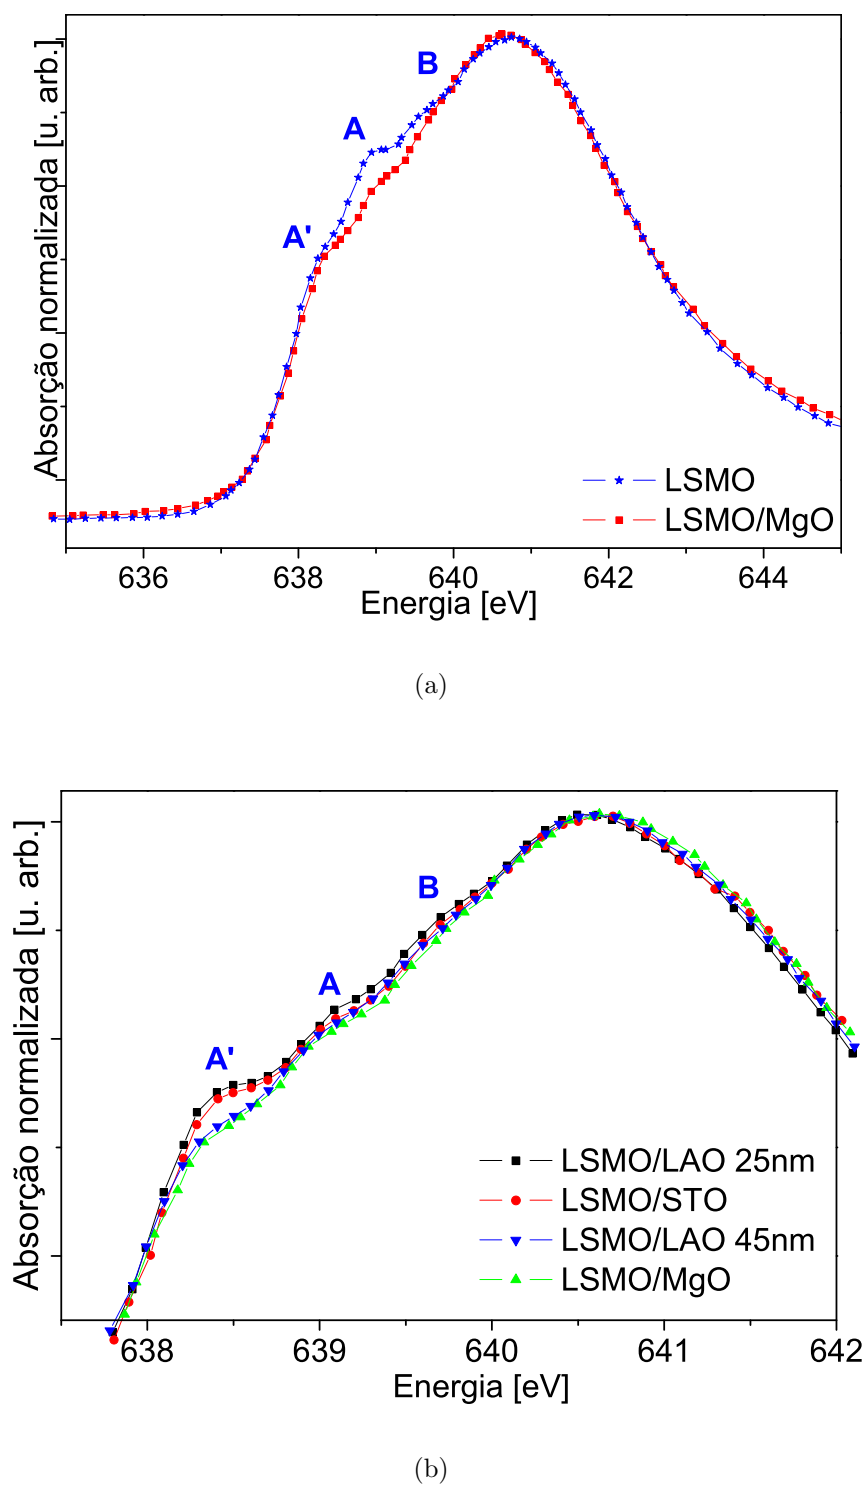 Absorção normalizada [u. arb.]
B
A
A'
LSMO
LSMO/MgO
636 638 640 642 644
Energia [eV]
(a)
Absorção normalizada [u. arb.]
B
A
A'
LSMO/LAO 25nm
LSMO/STO
LSMO/LAO 45nm
LSMO/MgO
638 639 640 641 642
Energia [eV]
(b)